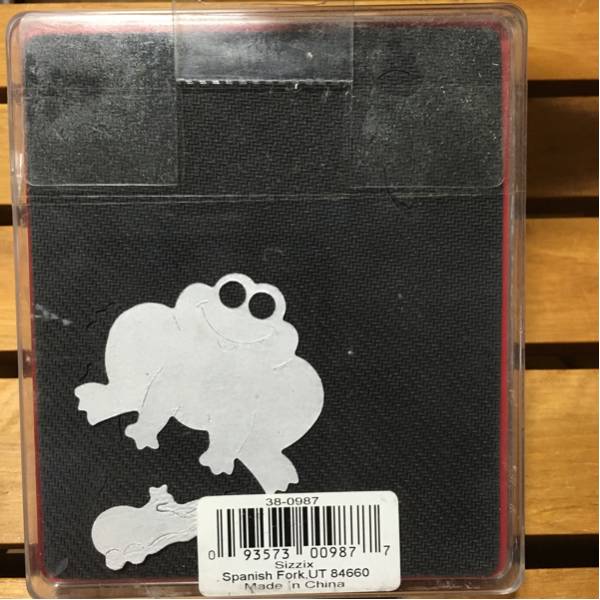 38-0987
0 93573 00987 7
Sizzix
Spanish Fork,UT 84660
Made in China